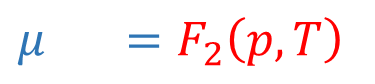 μ = F₂(p, T)